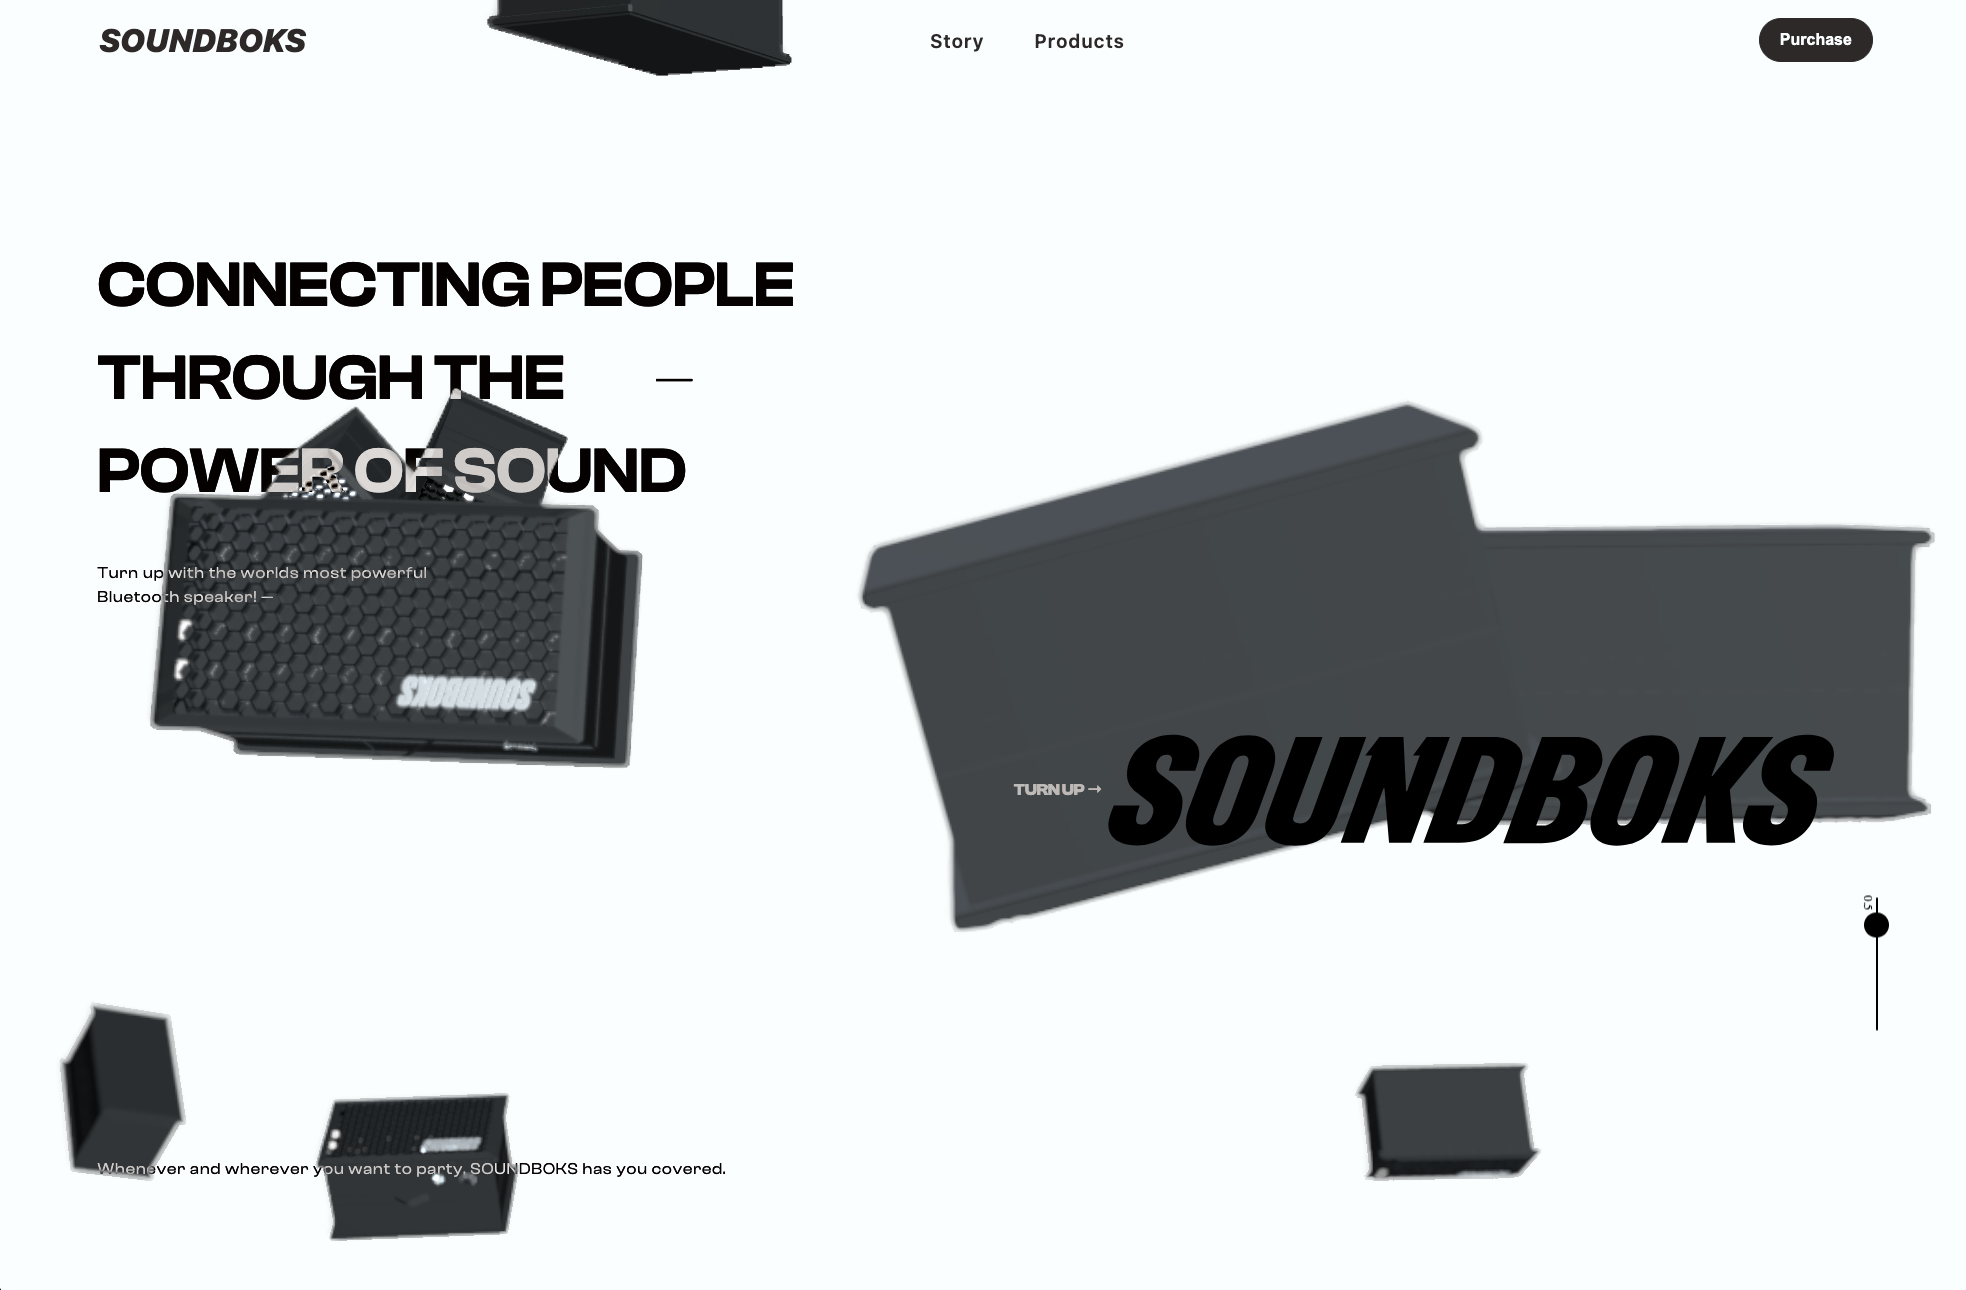 SOUNDBOKS
Story
Products
Purchase
CONNECTING PEOPLE
THROUGH THE —
POWER OF SOUND
Turn up with the worlds most powerful
Bluetooth speaker! —
SOUNDBOKS
TURN UP →
SOUNDBOKS
0.5
Whenever and wherever you want to party, SOUNDBOKS has you covered.